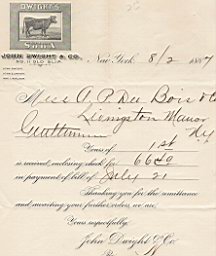 DWIGHT'S
SODA
JOHN DWIGHT & CO.
NO. 11 OLD SLIP.
New York 8/2 1887
Mess A. P. Du Bois & Co
Livingston Manor
Gentlemen NY
Yours of 1st
is received, enclosing check for 66
in payment of bill of July 21
Thanking you for the remittance
and awaiting your further orders, we are
Yours respectfully,
John Dwight & Co